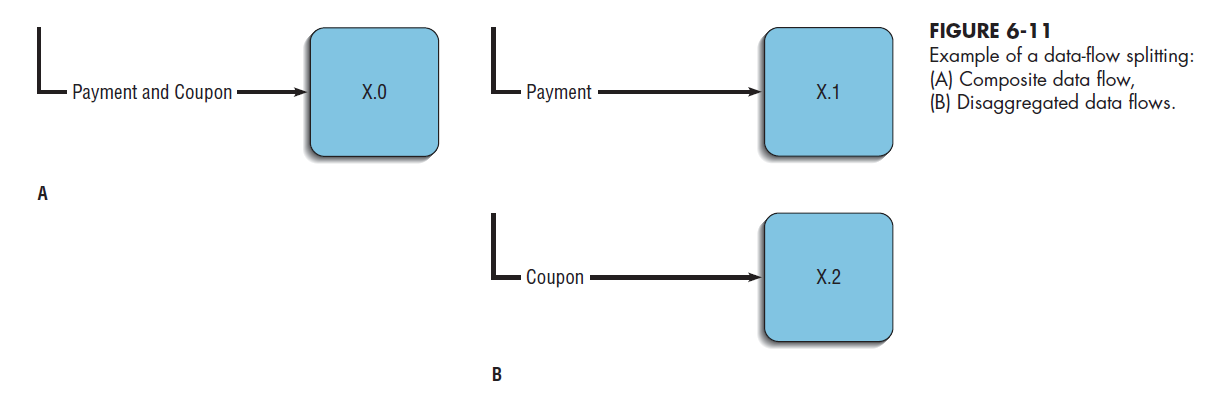 Payment and Coupon
X.0
A
Payment
X.1
Coupon
X.2
B
FIGURE 6-11
Example of a data-flow splitting:
(A) Composite data flow,
(B) Disaggregated data flows.